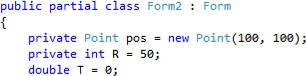 public partial class Form2 : Form
{
private Point pos = new Point(100, 100);
private int R = 50;
double T = 0;